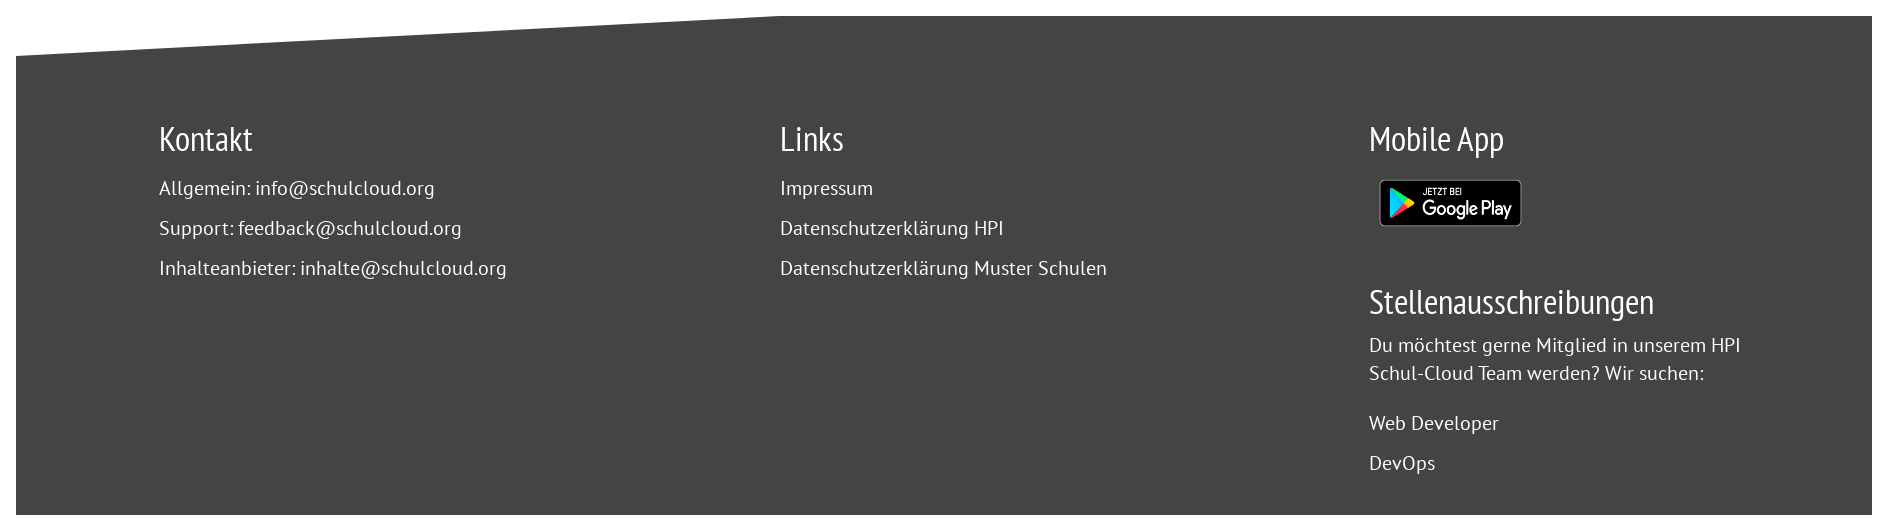 Kontakt
Allgemein: info@schulcloud.org
Support: feedback@schulcloud.org
Inhalteanbieter: inhalte@schulcloud.org
Links
Impressum
Datenschutzerklärung HPI
Datenschutzerklärung Muster Schulen
Mobile App
JETZT BEI
Google Play
Stellenausschreibungen
Du möchtest gerne Mitglied in unserem HPI
Schul-Cloud Team werden? Wir suchen:
Web Developer
DevOps